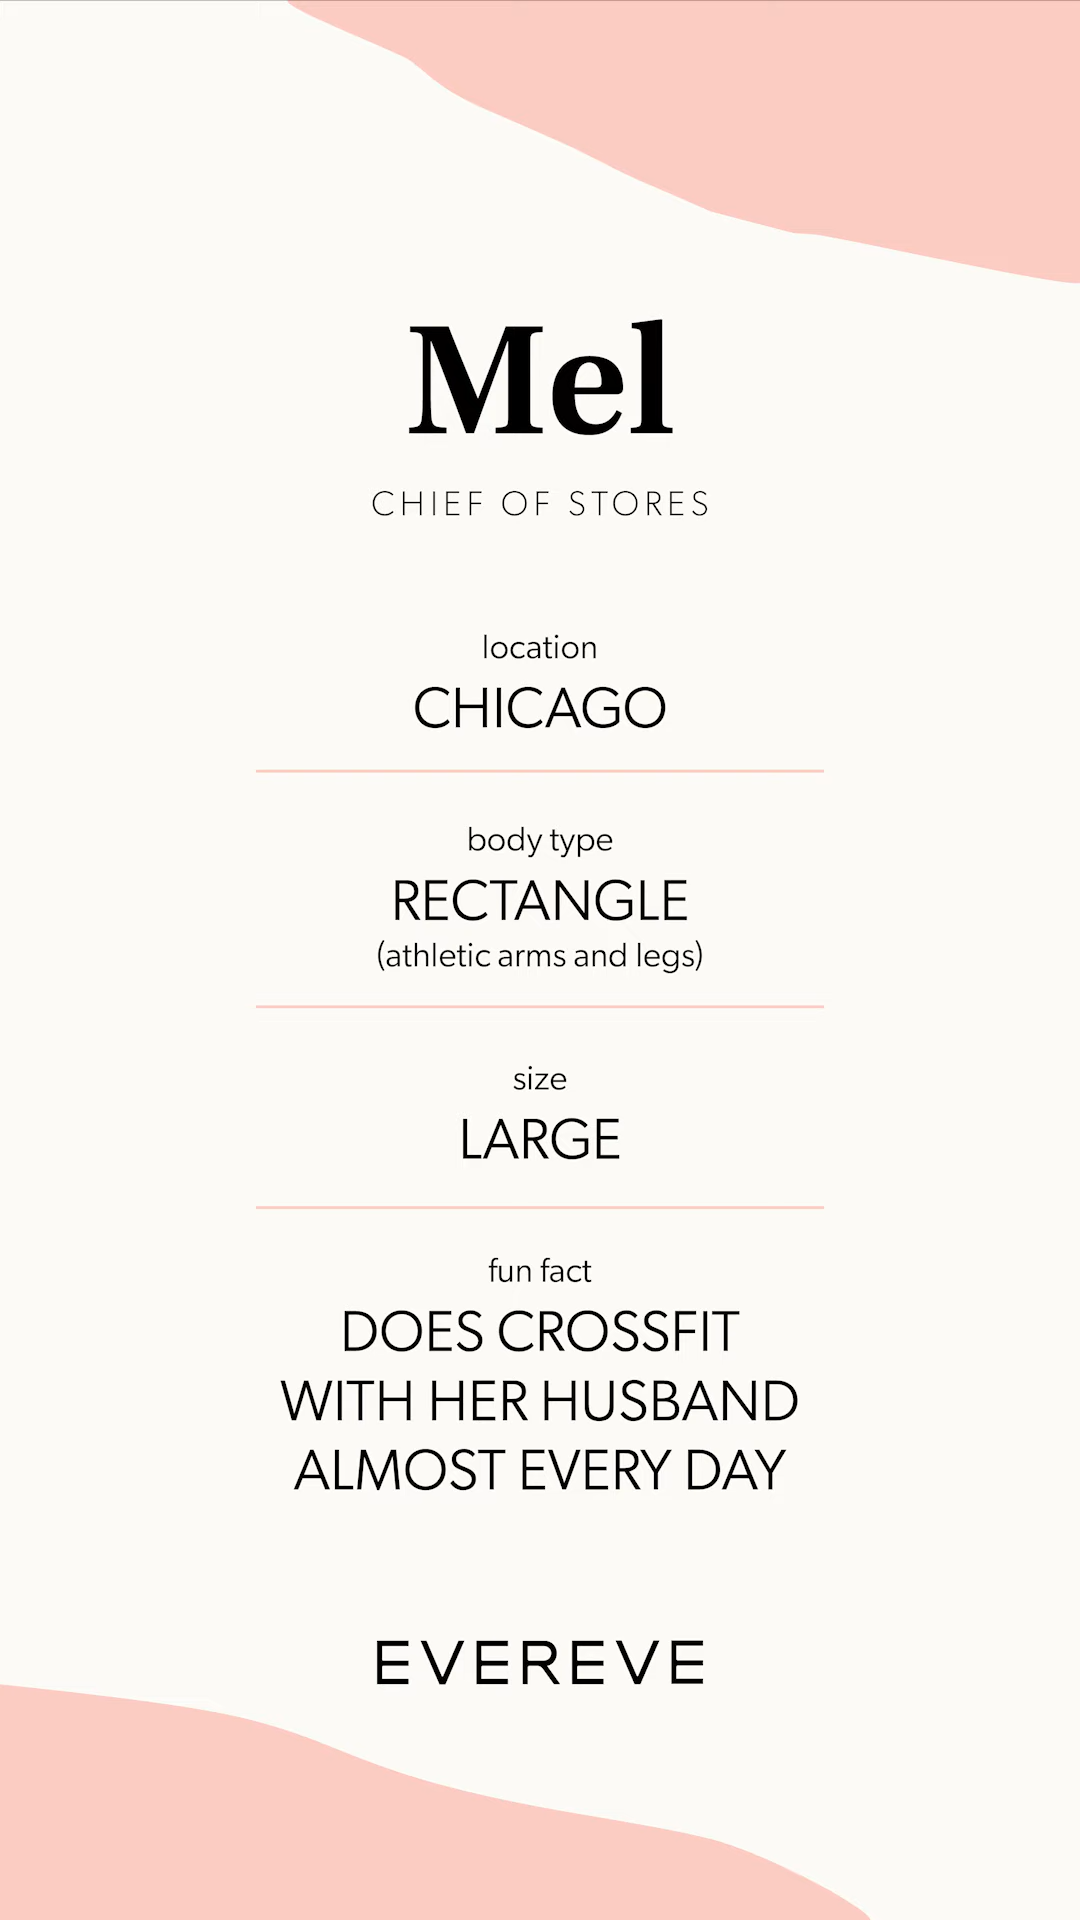 Mel
CHIEF OF STORES
location
CHICAGO
body type
RECTANGLE
(athletic arms and legs)
size
LARGE
fun fact
DOES CROSSFIT
WITH HER HUSBAND
ALMOST EVERY DAY
EVEREVE